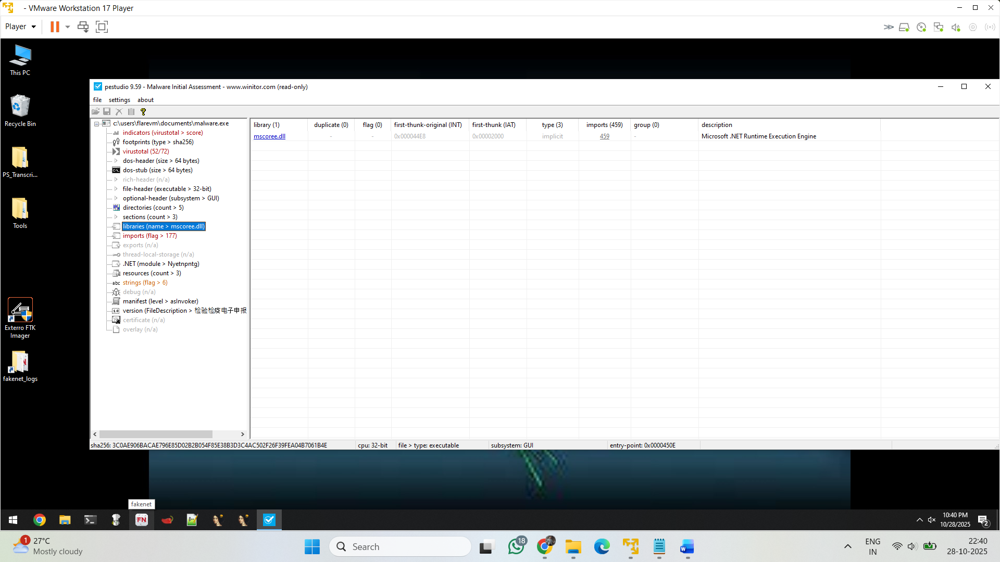 - VMware Workstation 17 Player
Player
This PC
Recycle Bin
PS_Transcri...
Tools
Exterro FTK
Imager
fakenet_logs
pestudio 9.59 - Malware Initial Assessment - www.winitor.com (read-only)
file settings about
c:\users\flarevm\documents\malware.exe
indicators (virustotal > score)
footprints (type > sha256)
virustotal (52/72)
dos-header (size > 64 bytes)
dos-stub (size > 64 bytes)
rich-header (n/a)
file-header (executable > 32-bit)
optional-header (subsystem > GUI)
directories (count > 5)
sections (count > 3)
libraries (name > mscoree.dll)
imports (flag > 177)
exports (n/a)
thread-local-storage (n/a)
.NET (module > Nyetnpntg)
resources (count > 3)
abc strings (flag > 6)
debug (n/a)
manifest (level > asInvoker)
1.0 version (FileDescription > 检验检疫电子申报
certificate (n/a)
overlay (n/a)
library (1) duplicate (0) flag (0) first-thunk-original (INT) first-thunk (IAT) type (3) imports (459) group (0) description
mscoree.dll - - 0x000044E8 0x00002000 implicit 459 - Microsoft .NET Runtime Execution Engine
sha256: 3C0AE906BACAE796E85D02B2B054F85E38B3D3C4AC502F26F39FEA04B7061B4E cpu: 32-bit file > type: executable subsystem: GUI entry-point: 0x0000450E
fakenet
FN
10:40 PM
10/28/2025
2
1
27°C
Mostly cloudy
Search
18
ENG
IN
22:40
28-10-2025